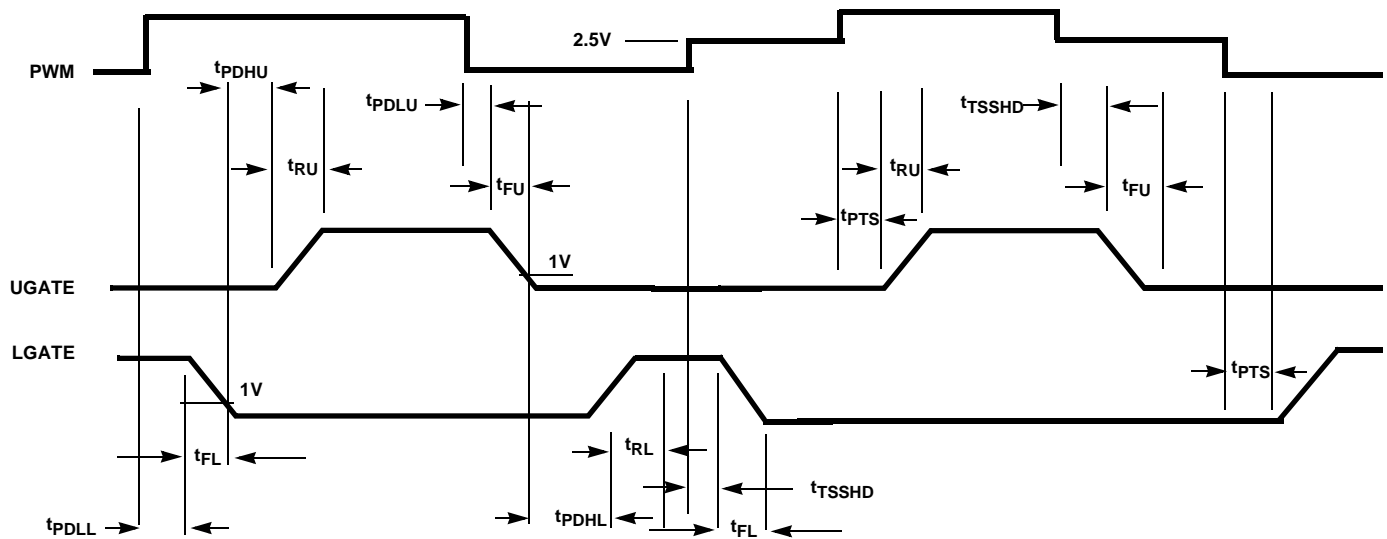 2.5V
PWM
tPDHU
tPDLU
tTSSHD
tRU
tFU
tRU
tFU
tPTS
1V
UGATE
LGATE
1V
tPTS
tRL
tFL
tTSSHD
tPDLL
tPDHL
tFL